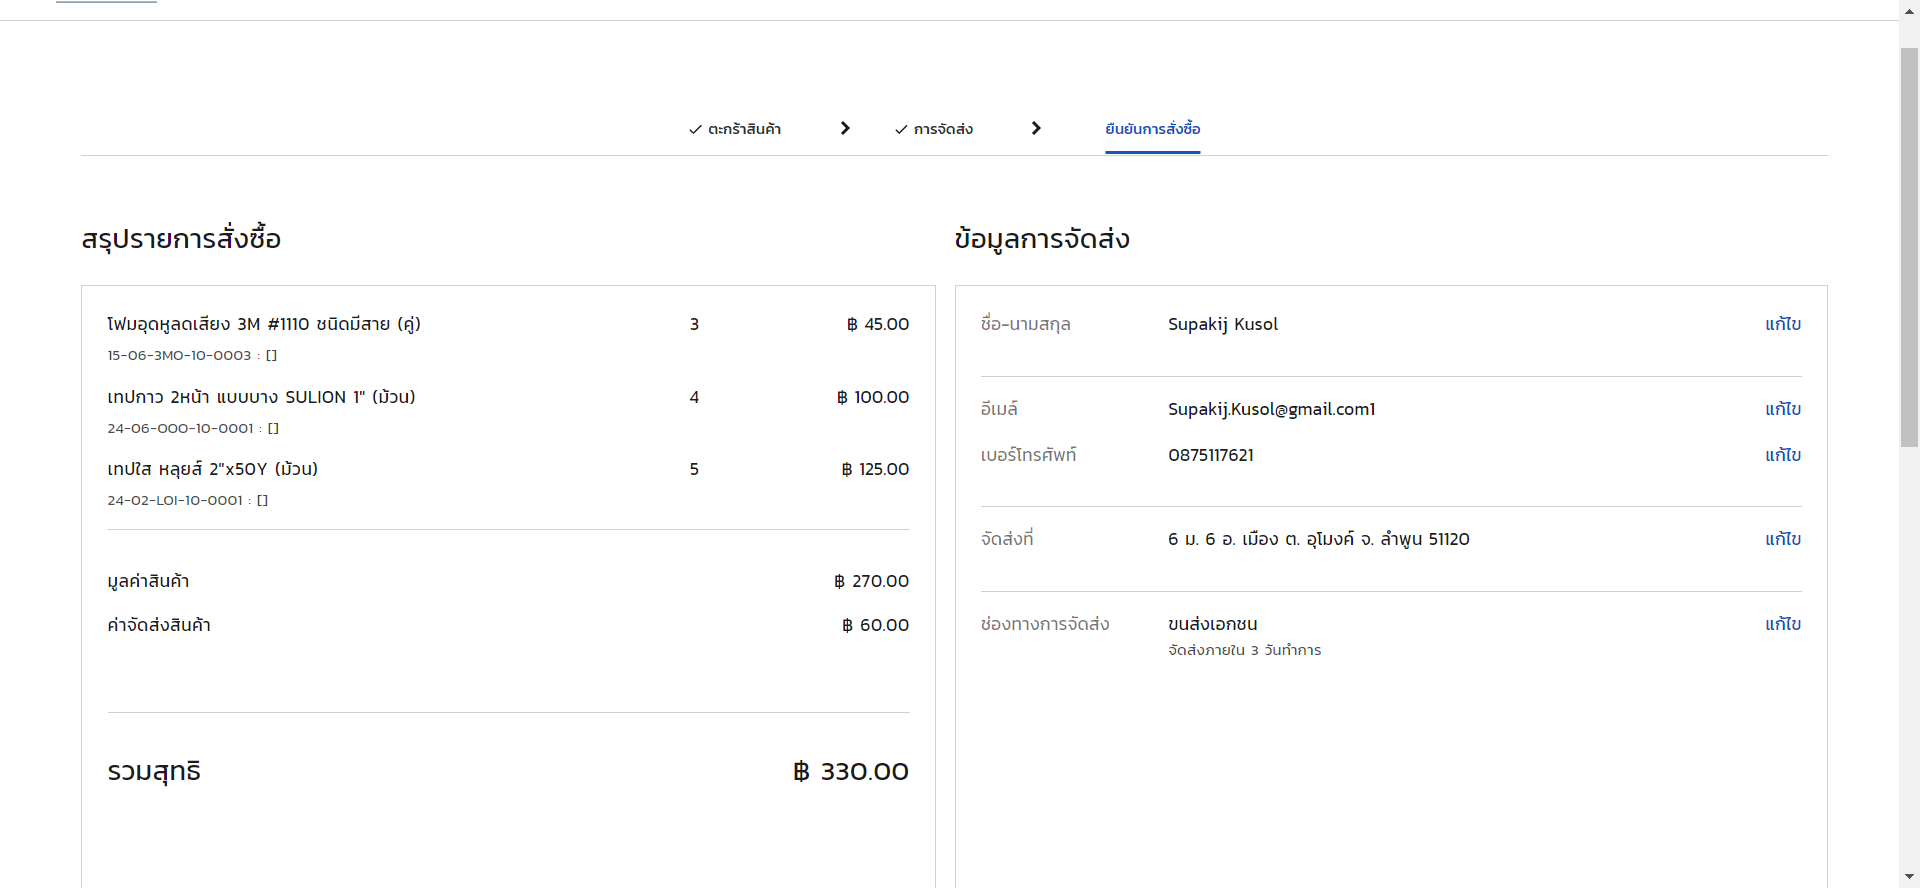 ตะกร้าสินค้า การจัดส่ง ยืนยันการสั่งซื้อ
สรุปรายการสั่งซื้อ
โฟมอุดหูลดเสียง 3M #1110 ชนิดมีสาย (คู่) 3 ฿ 45.00
15-06-3MO-10-0003 : []
เทปกาว 2หน้า แบบบาง SULION 1" (ม้วน) 4 ฿ 100.00
24-06-OOO-10-0001 : []
เทปใส หลุยส์ 2"x50Y (ม้วน) 5 ฿ 125.00
24-02-LOI-10-0001 : []
มูลค่าสินค้า ฿ 270.00
ค่าจัดส่งสินค้า ฿ 60.00
รวมสุทธิ ฿ 330.00
ข้อมูลการจัดส่ง
ชื่อ-นามสกุล Supakij Kusol แก้ไข
อีเมล์ Supakij.Kusol@gmail.com1 แก้ไข
เบอร์โทรศัพท์ 0875117621 แก้ไข
จัดส่งที่ 6 ม. 6 อ. เมือง ต. อุโมงค์ จ. ลำพูน 51120 แก้ไข
ช่องทางการจัดส่ง ขนส่งเอกชน แก้ไข
จัดส่งภายใน 3 วันทำการ